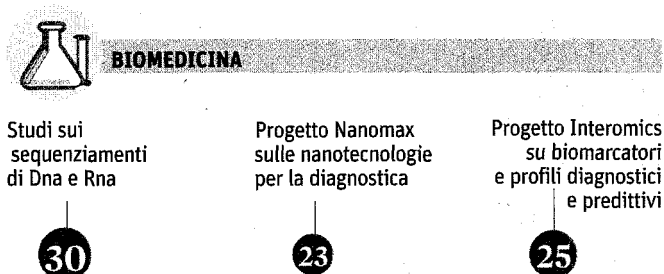 BIOMEDICINA
Studi sui
sequenziamenti
di Dna e Rna
30
Progetto Nanomax
sulle nanotecnologie
per la diagnostica
23
Progetto Interomics
su biomarcatori
e profili diagnostici
e predittivi
25